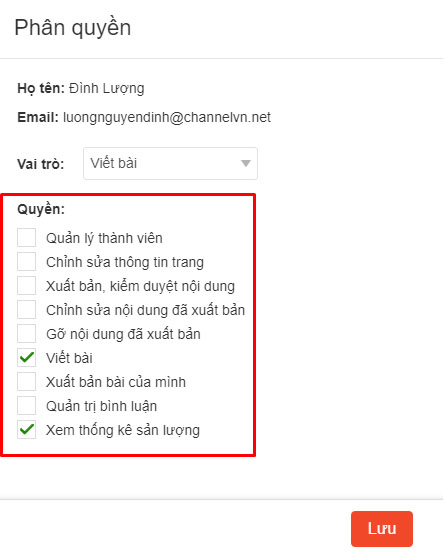 Phân quyền
Họ tên: Đình Lượng
Email: luongnguyendinh@channelvn.net
Vai trò: Viết bài
Quyền:
Quản lý thành viên
Chỉnh sửa thông tin trang
Xuất bản, kiểm duyệt nội dung
Chỉnh sửa nội dung đã xuất bản
Gỡ nội dung đã xuất bản
Viết bài
Xuất bản bài của mình
Quản trị bình luận
Xem thống kê sản lượng
Lưu